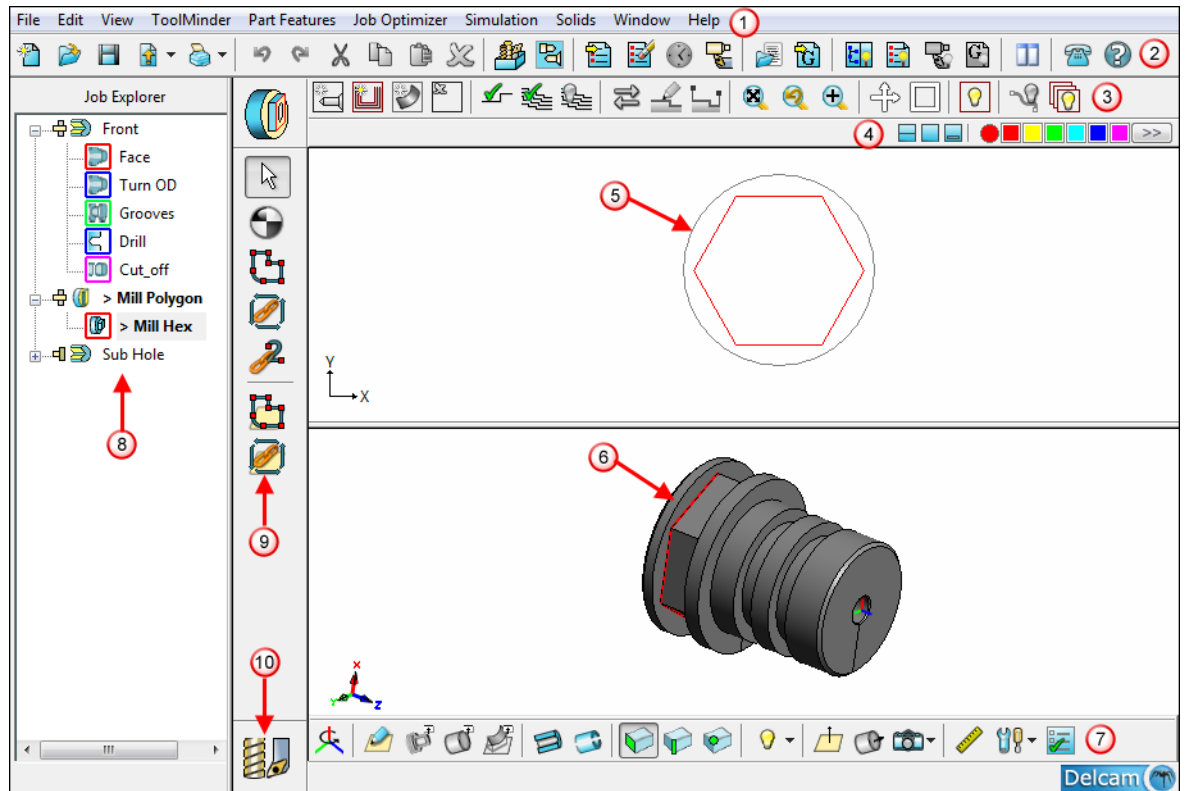 File Edit View ToolMinder Part Features Job Optimizer Simulation Solids Window Help 1
2
Job Explorer
3
4 >>
Front
Face
Turn OD
Grooves
Drill
Cut_off
> Mill Polygon
> Mill Hex
Sub Hole
5
Y
X
8
6
9
10
X
Y
Z
7
Delcam